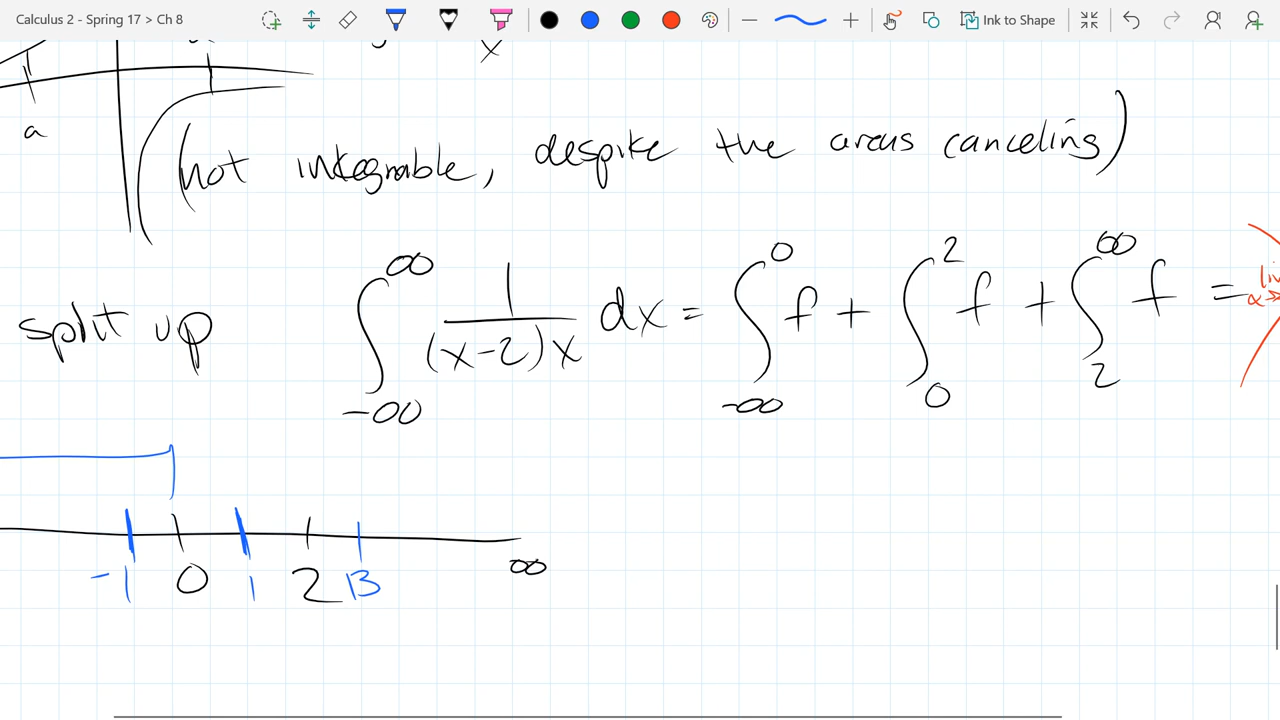 Calculus 2 - Spring 17 > Ch 8
Ink to Shape
x
a
(not integrable, despite the areas canceling)
split up ∫_{-∞}^{∞} 1/((x-2)x) dx = ∫_{-∞}^{0} f + ∫_{0}^{2} f + ∫_{2}^{∞} f =
-1 0 1 2 13 ∞